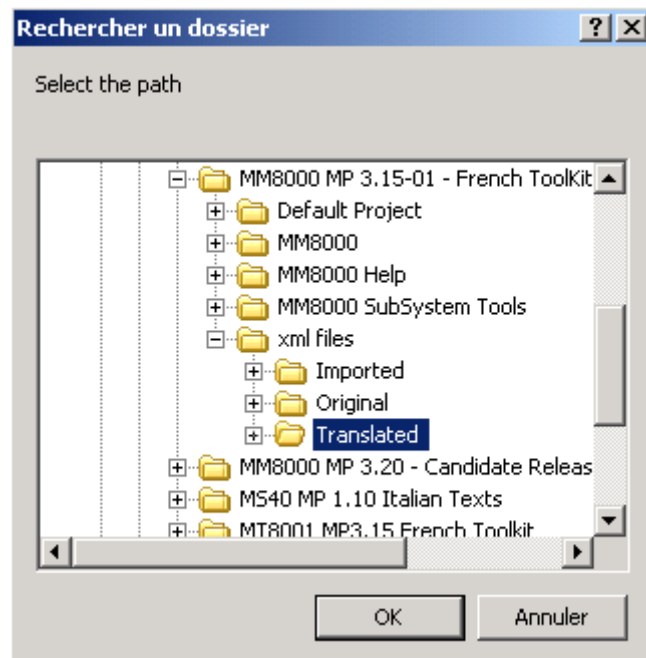 Rechercher un dossier
Select the path
MM8000 MP 3.15-01 - French ToolKit
Default Project
MM8000
MM8000 Help
MM8000 SubSystem Tools
xml files
Imported
Original
Translated
MM8000 MP 3.20 - Candidate Releas
MS40 MP 1.10 Italian Texts
MT8001 MP3.15 French Toolkit
OK Annuler